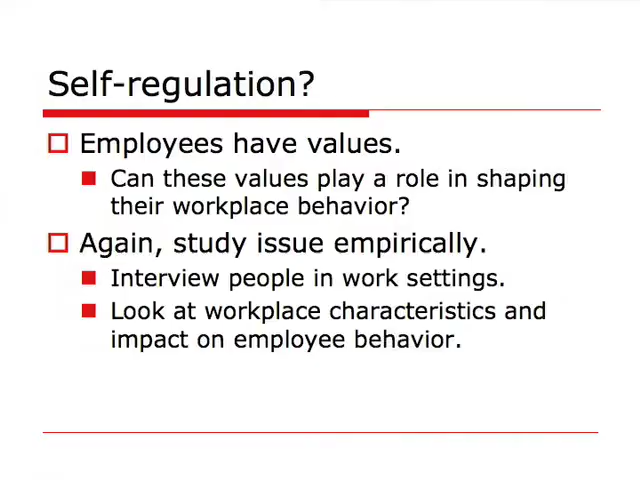 Self-regulation?
Employees have values.
Can these values play a role in shaping
their workplace behavior?
Again, study issue empirically.
Interview people in work settings.
Look at workplace characteristics and
impact on employee behavior.